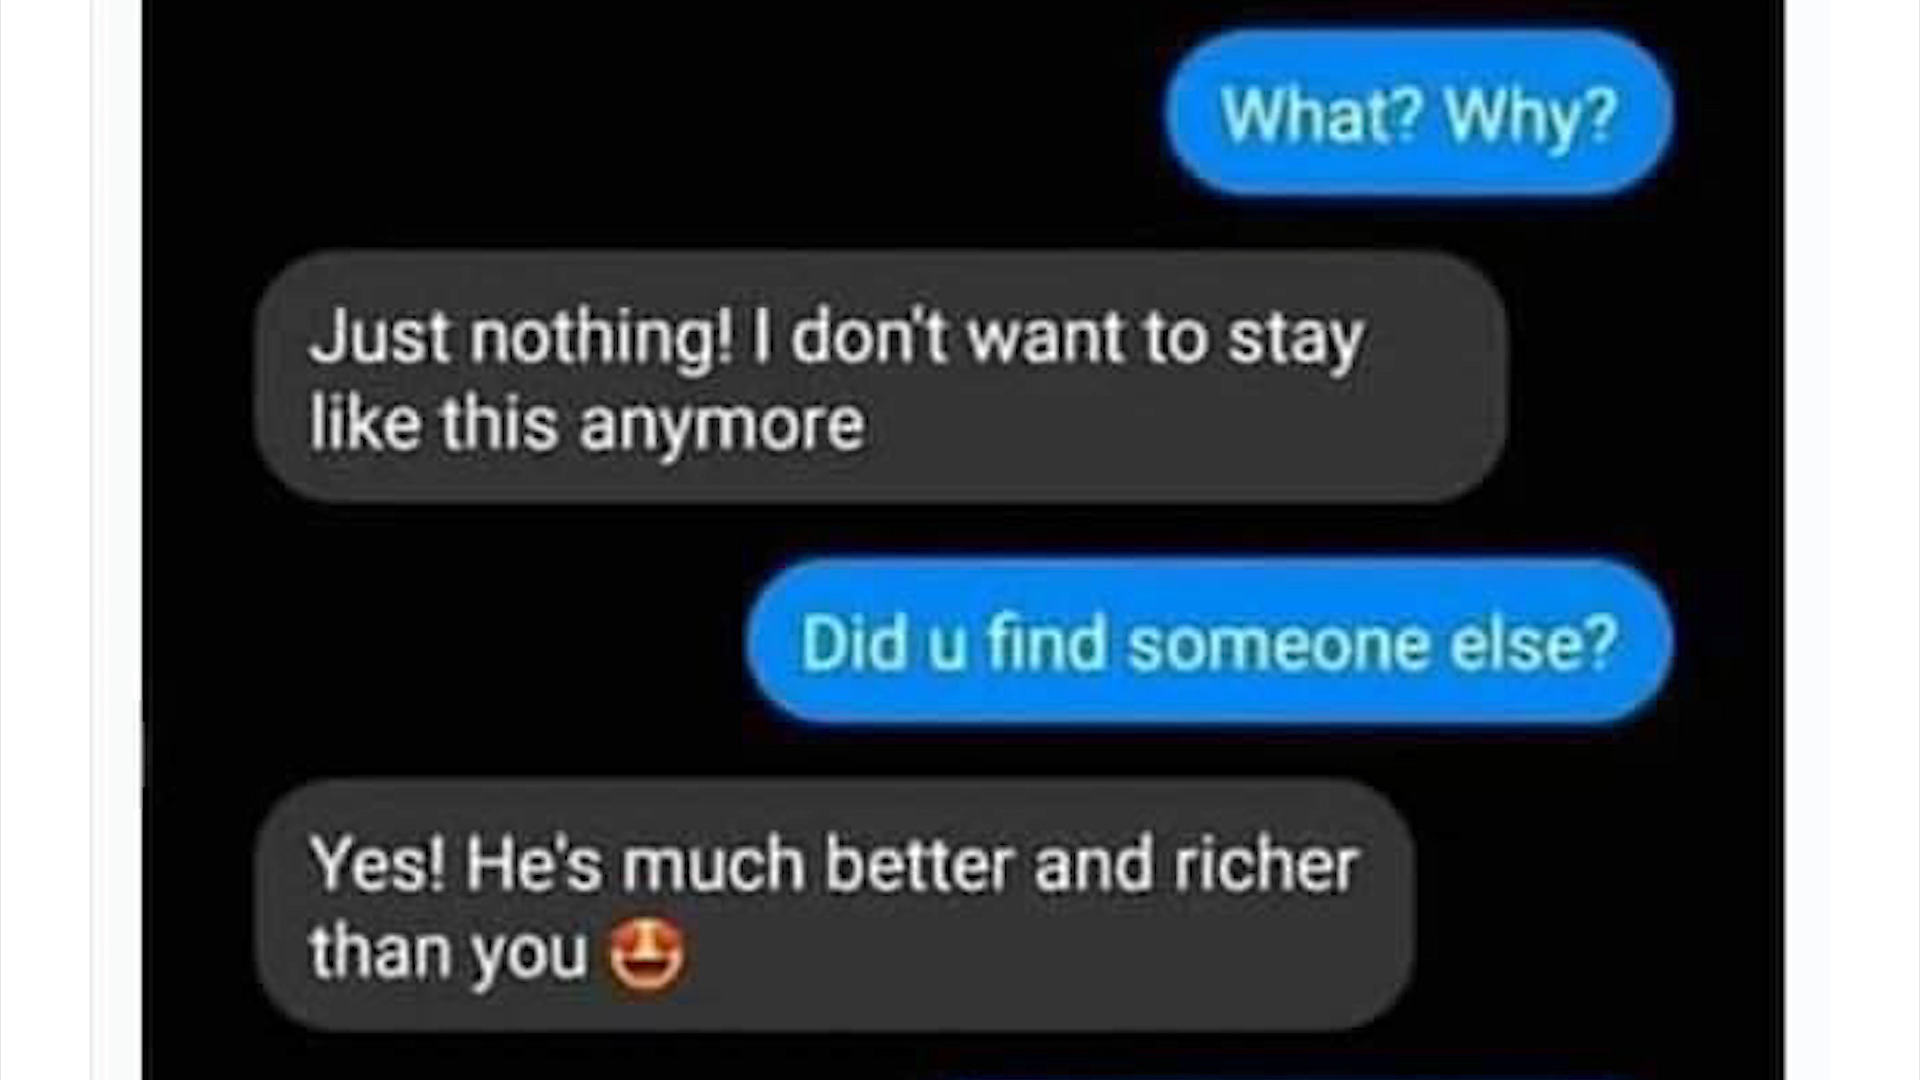 What? Why?
Just nothing! I don't want to stay
like this anymore
Did u find someone else?
Yes! He's much better and richer
than you 🤩